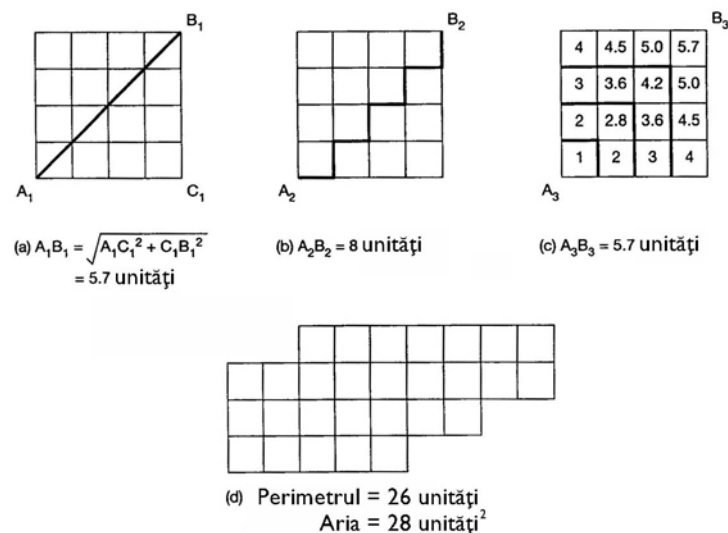 B₁
A₁
C₁
(a) A₁B₁ = √A₁C₁² + C₁B₁²
= 5.7 unităţi
B₂
A₂
(b) A₂B₂ = 8 unităţi
B₃
4 4.5 5.0 5.7
3 3.6 4.2 5.0
2 2.8 3.6 4.5
1 2 3 4
A₃
(c) A₃B₃ = 5.7 unităţi
(d) Perimetrul = 26 unităţi
Aria = 28 unităţi²